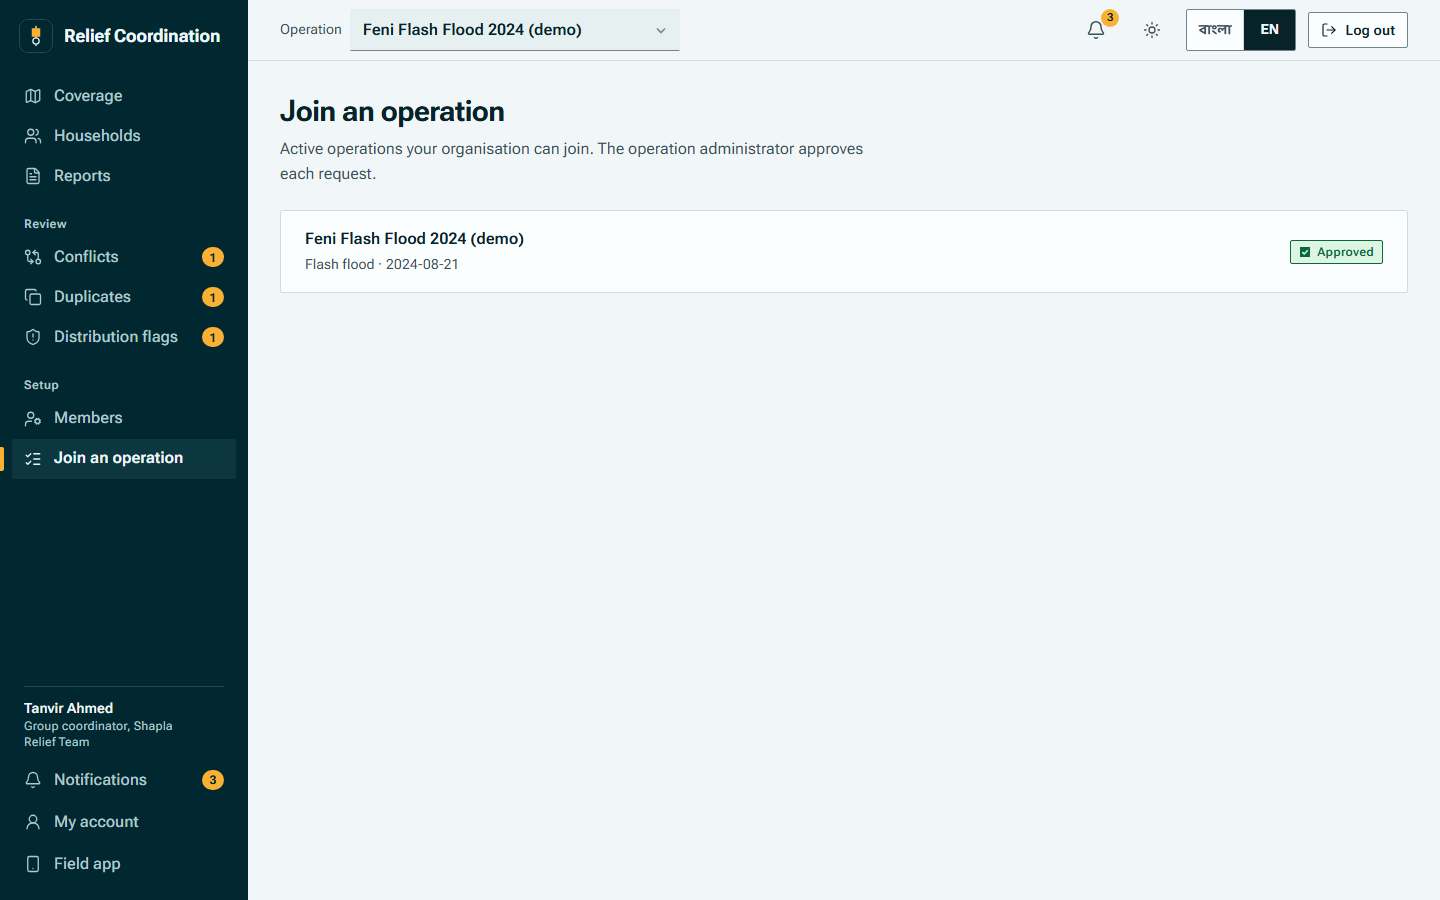 Relief Coordination
Coverage
Households
Reports
Review
Conflicts 1
Duplicates 1
Distribution flags 1
Setup
Members
Join an operation
Tanvir Ahmed
Group coordinator, Shapla
Relief Team
Notifications 3
My account
Field app
Operation Feni Flash Flood 2024 (demo) 3 বাংলা EN Log out
Join an operation
Active operations your organisation can join. The operation administrator approves
each request.
Feni Flash Flood 2024 (demo)
Flash flood · 2024-08-21
Approved